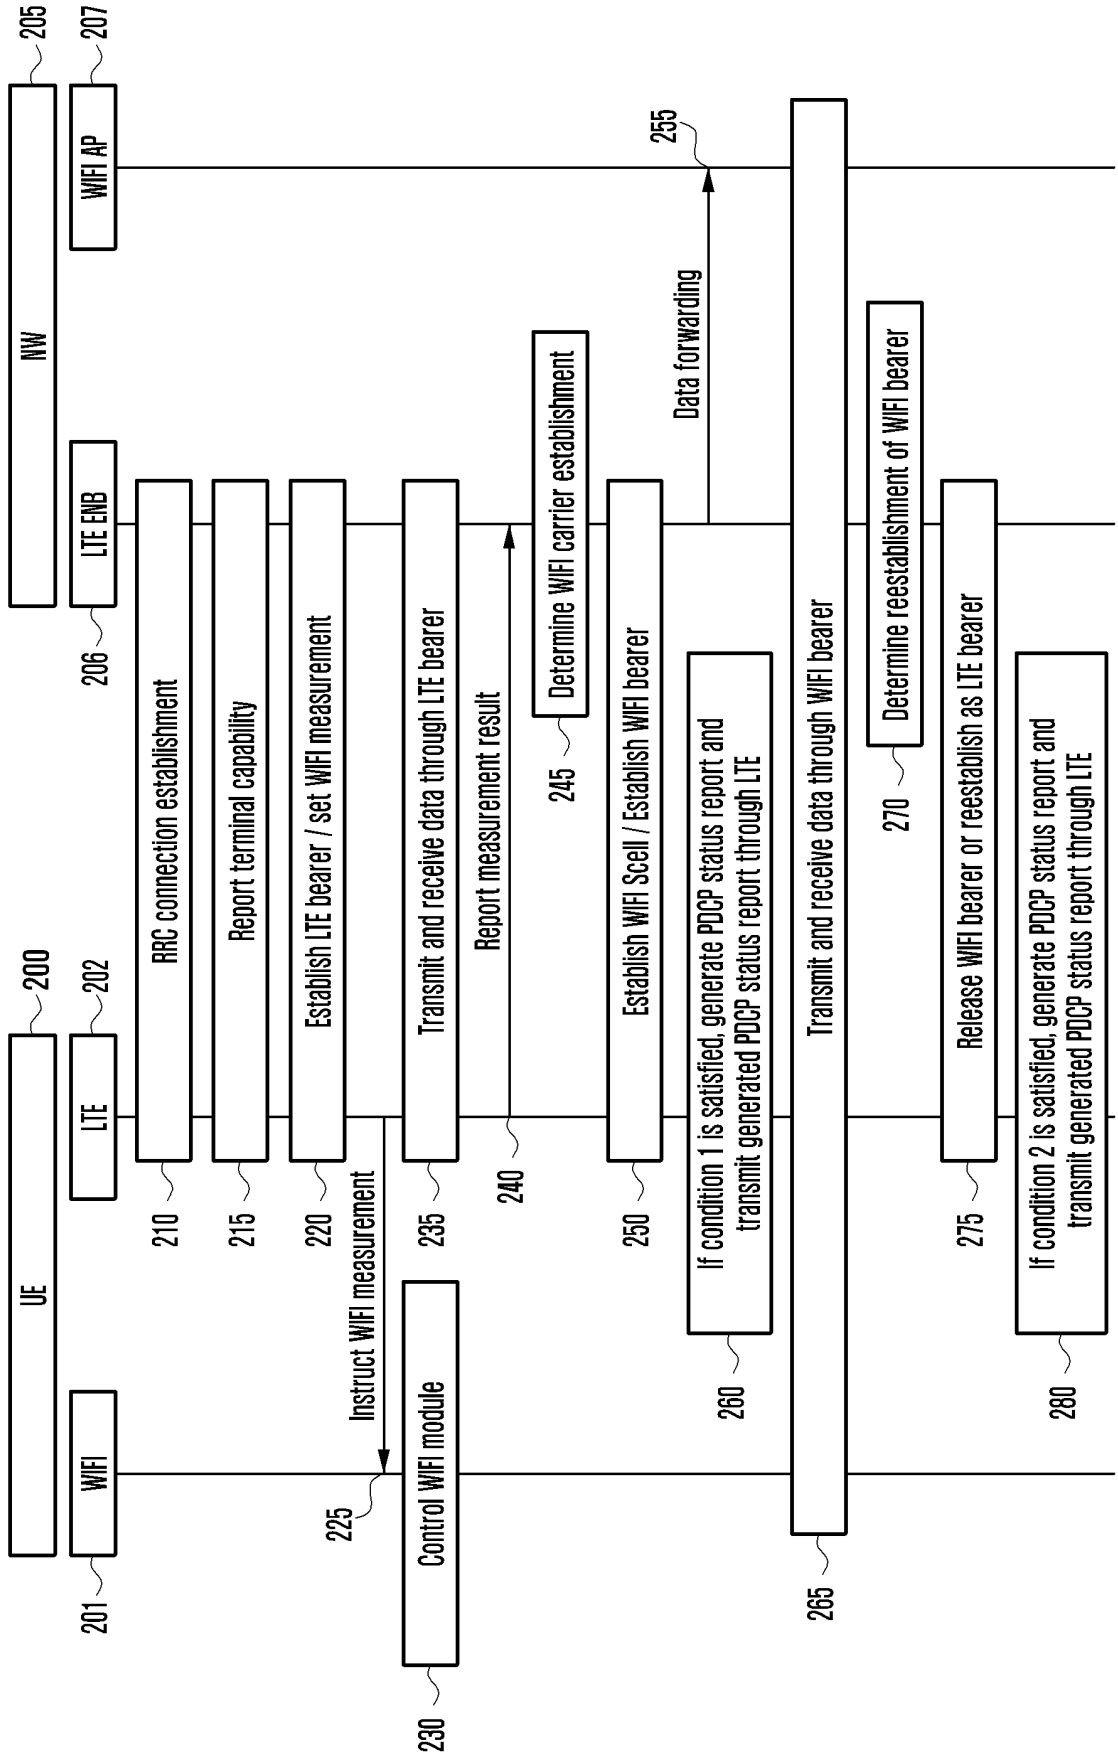 UE
200
NW
205
201
WIFI
LTE
202
206
LTE ENB
WIFI AP
207
210
RRC connection establishment
215
Report terminal capability
220
Establish LTE bearer / set WIFI measurement
225
Instruct WIFI measurement
230
Control WIFI module
235
Transmit and receive data through LTE bearer
240
Report measurement result
245
Determine WIFI carrier establishment
250
Establish WIFI Scell / Establish WIFI bearer
Data forwarding
255
260
If condition 1 is satisfied, generate PDCP status report and
transmit generated PDCP status report through LTE
265
Transmit and receive data through WIFI bearer
270
Determine reestablishment of WIFI bearer
275
Release WIFI bearer or reestablish as LTE bearer
280
If condition 2 is satisfied, generate PDCP status report and
transmit generated PDCP status report through LTE